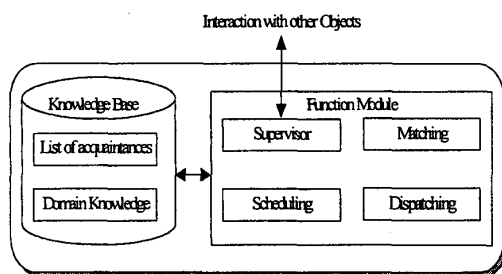 Interaction with other Objects
Knowledge Base
Function Module
List of acquaintances
Supervisor
Matching
Domain Knowledge
Scheduling
Dispatching